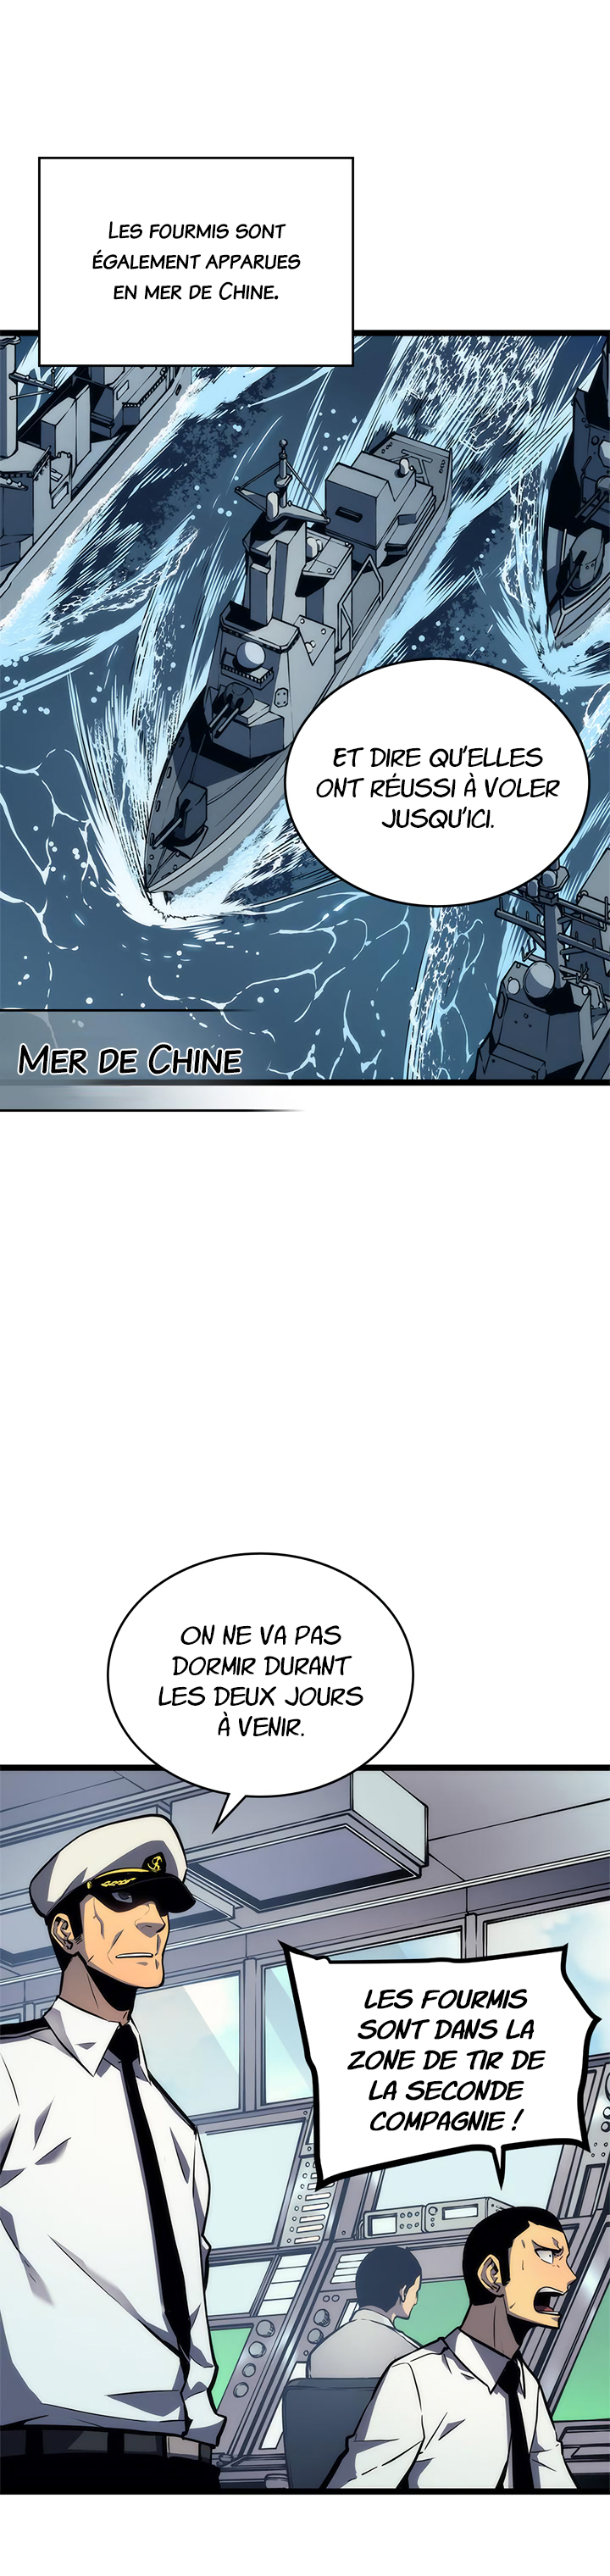 LES FOURMIS SONT
ÉGALEMENT APPARUES
EN MER DE CHINE.
ET DIRE QU'ELLES
ONT RÉUSSI À VOLER
JUSQU'ICI.
MER DE CHINE
ON NE VA PAS
DORMIR DURANT
LES DEUX JOURS
À VENIR.
LES FOURMIS
SONT DANS LA
ZONE DE TIR DE
LA SECONDE
COMPAGNIE !